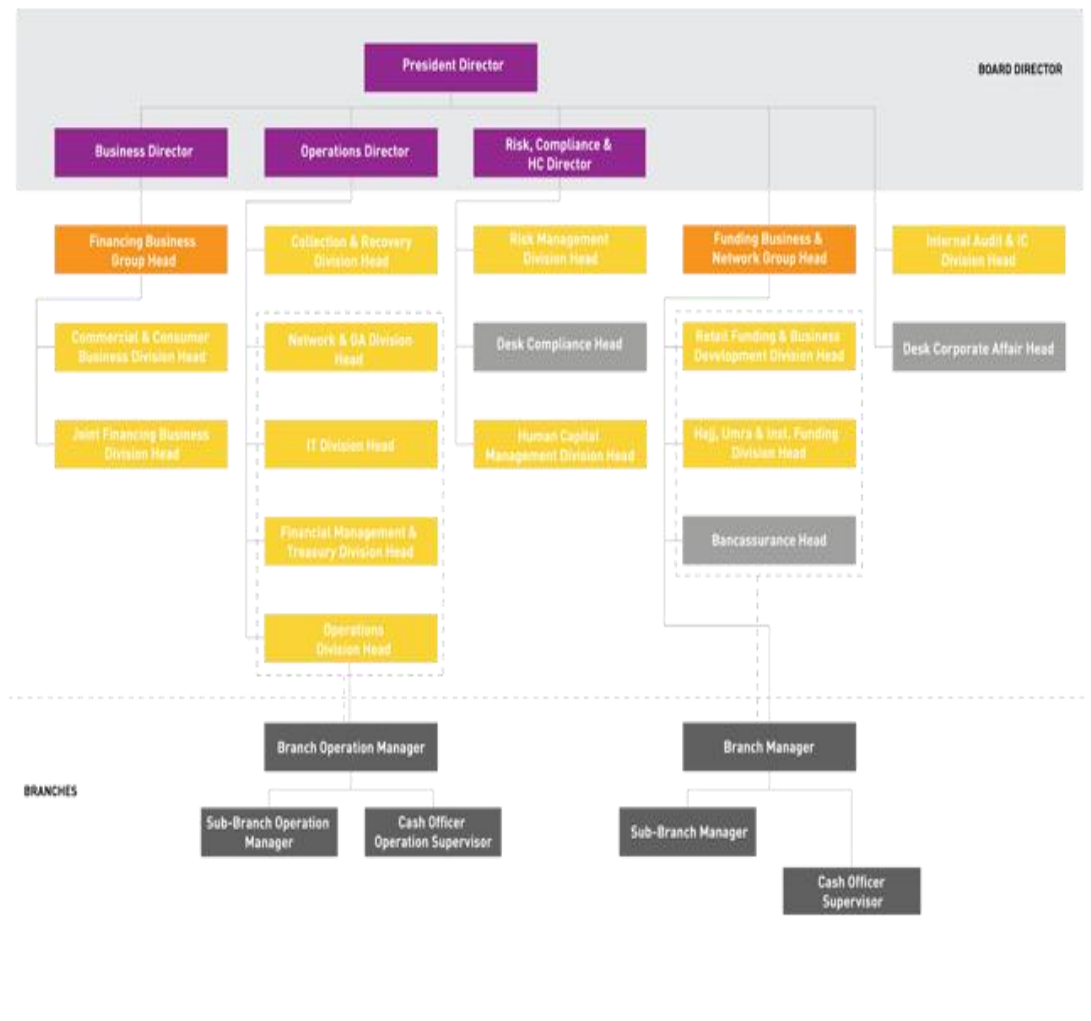 President Director
BOARD DIRECTOR
Business Director
Operations Director
Risk, Compliance &
HC Director
Financing Business
Group Head
Collection & Recovery
Division Head
Risk Management
Division Head
Funding Business &
Network Group Head
Internal Audit & IC
Division Head
Commercial & Consumer
Business Division Head
Network & GA Division
Head
Desk Compliance Head
Retail Funding & Business
Development Division Head
Desk Corporate Affair Head
Joint Financing Business
Division Head
IT Division Head
Human Capital
Management Division Head
Hajj, Umra & Inst. Funding
Division Head
Financial Management &
Treasury Division Head
Bancassurance Head
Operations
Division Head
Branch Operation Manager
Branch Manager
BRANCHES
Sub-Branch Operation
Manager
Cash Officer
Operation Supervisor
Sub-Branch Manager
Cash Officer
Supervisor